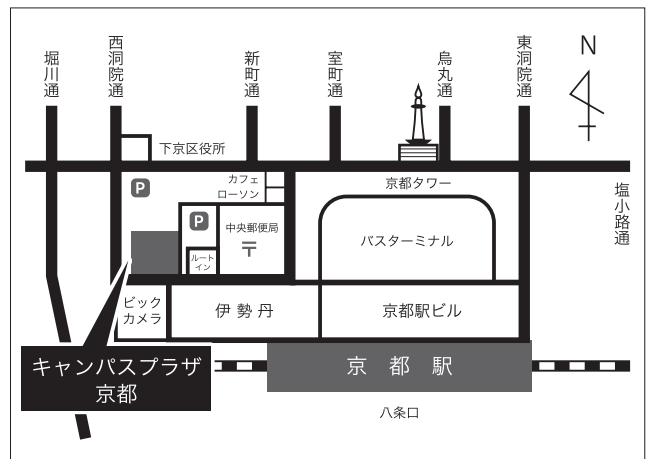 堀川通
西洞院通
新町通
室町通
烏丸通
東洞院通
N
下京区役所
カフェ
ローソン
京都タワー
塩小路通
P
P
中央郵便局
〒
バスターミナル
ルート
イン
ビック
カメラ
伊勢丹
京都駅ビル
キャンパスプラザ
京都
京都駅
八条口